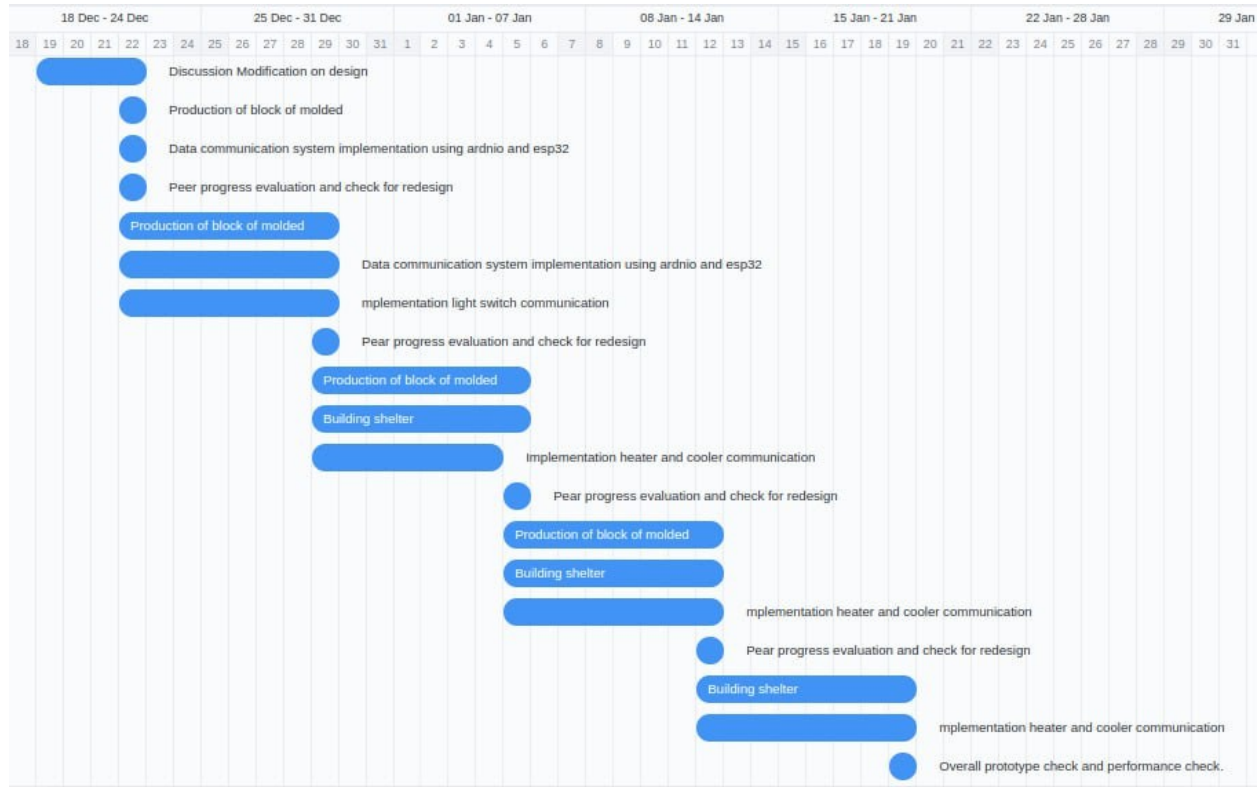 18 Dec - 24 Dec 25 Dec - 31 Dec 01 Jan - 07 Jan 08 Jan - 14 Jan 15 Jan - 21 Jan 22 Jan - 28 Jan 29 Jan
18 19 20 21 22 23 24 25 26 27 28 29 30 31 1 2 3 4 5 6 7 8 9 10 11 12 13 14 15 16 17 18 19 20 21 22 23 24 25 26 27 28 29 30 31
Discussion Modification on design
Production of block of molded
Data communication system implementation using ardnio and esp32
Peer progress evaluation and check for redesign
Production of block of molded
Data communication system implementation using ardnio and esp32
mplementation light switch communication
Pear progress evaluation and check for redesign
Production of block of molded
Building shelter
Implementation heater and cooler communication
Pear progress evaluation and check for redesign
Production of block of molded
Building shelter
mplementation heater and cooler communication
Pear progress evaluation and check for redesign
Building shelter
mplementation heater and cooler communication
Overall prototype check and performance check.